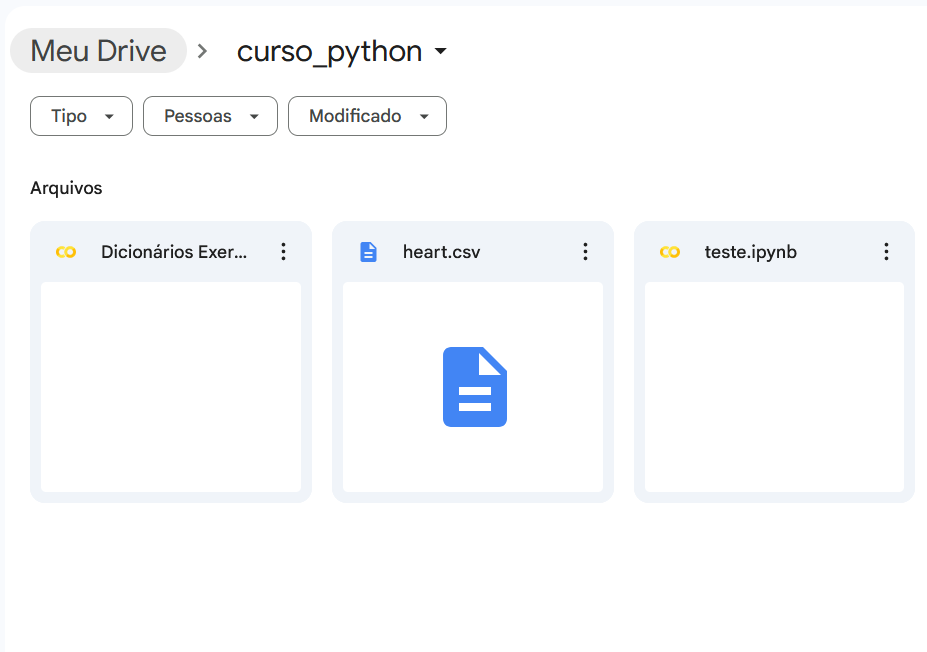 Meu Drive > curso_python
Tipo Pessoas Modificado
Arquivos
Dicionários Exer... heart.csv teste.ipynb